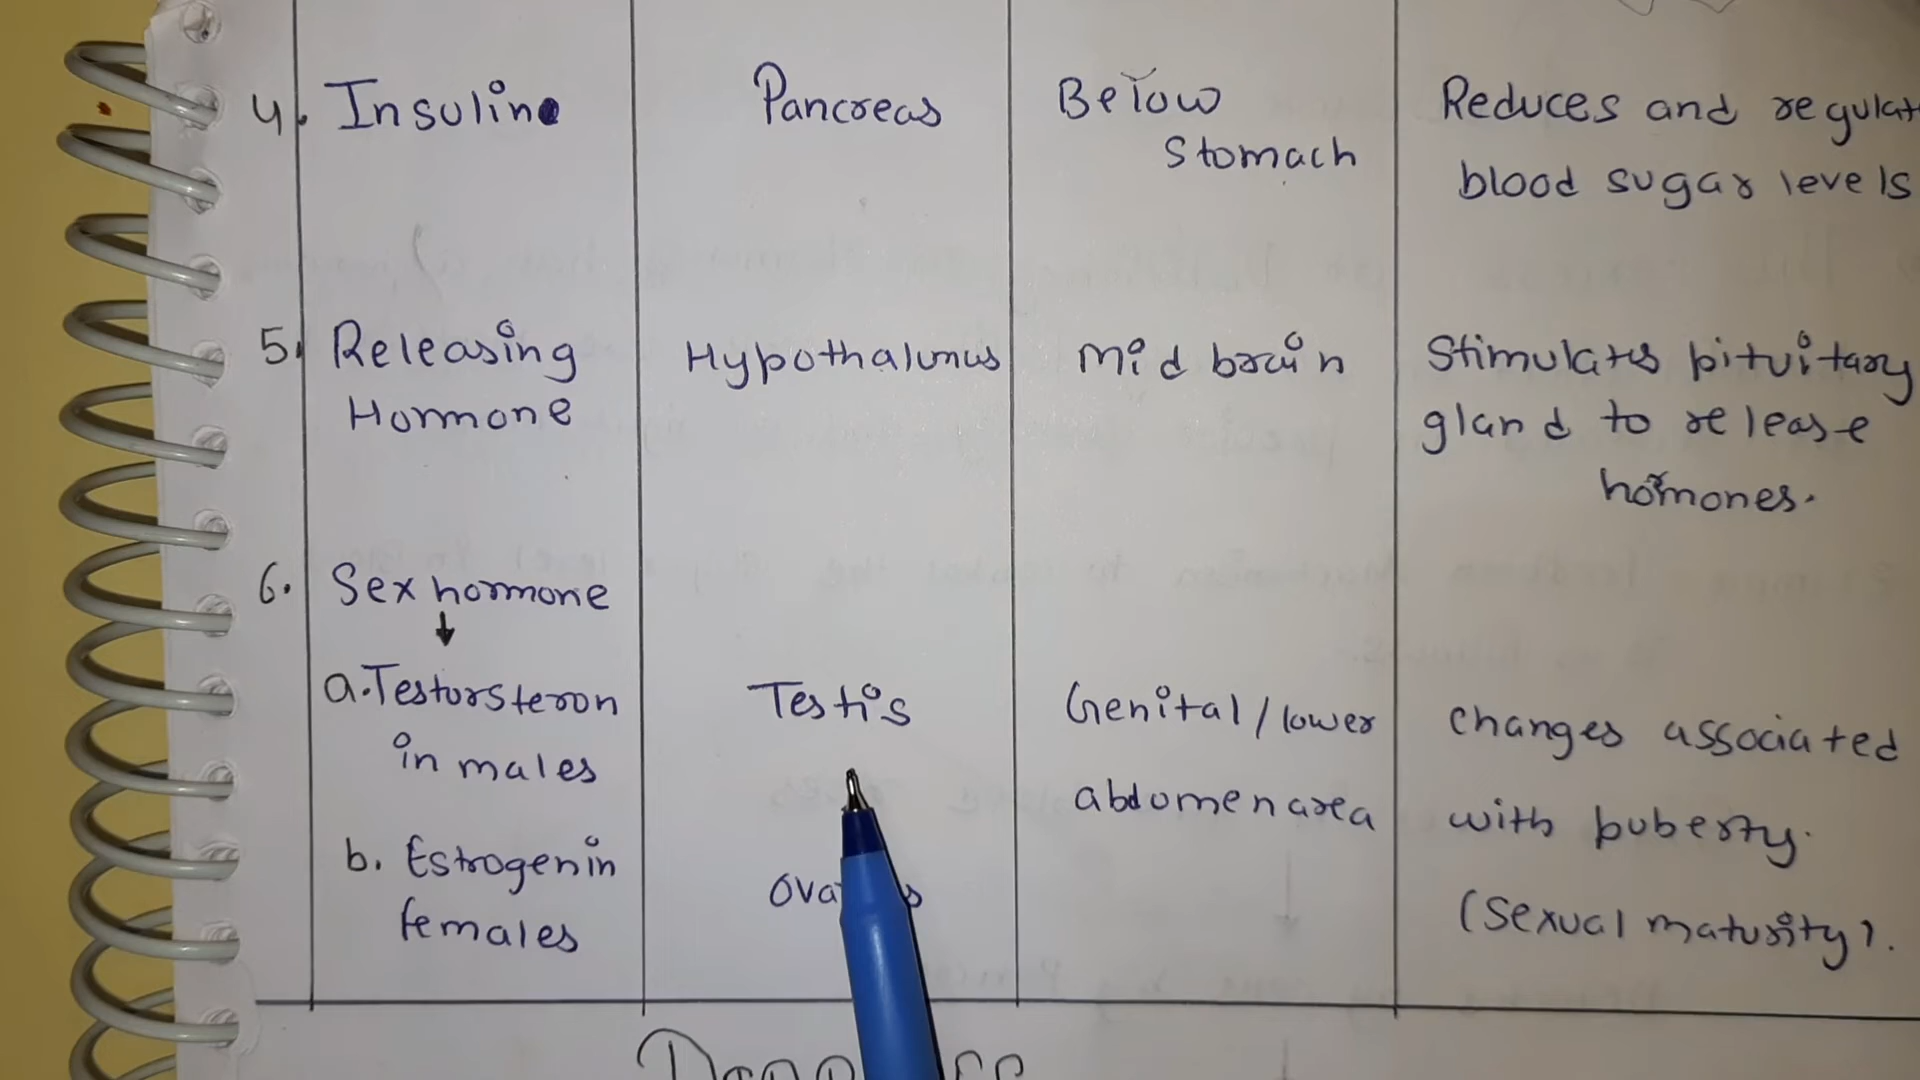 4. Insulin Pancreas Below Reduces and regulat
Stomach blood sugar levels
5. Releasing Hypothalumus Mid brain Stimulates pituitary
Hormone gland to release
hormones.
6. Sex hormone
↓
a. Testorsteron Testis Genital / lower changes associated
in males abdomen area with puberty.
b. Estrogen in
females (Sexual maturity).